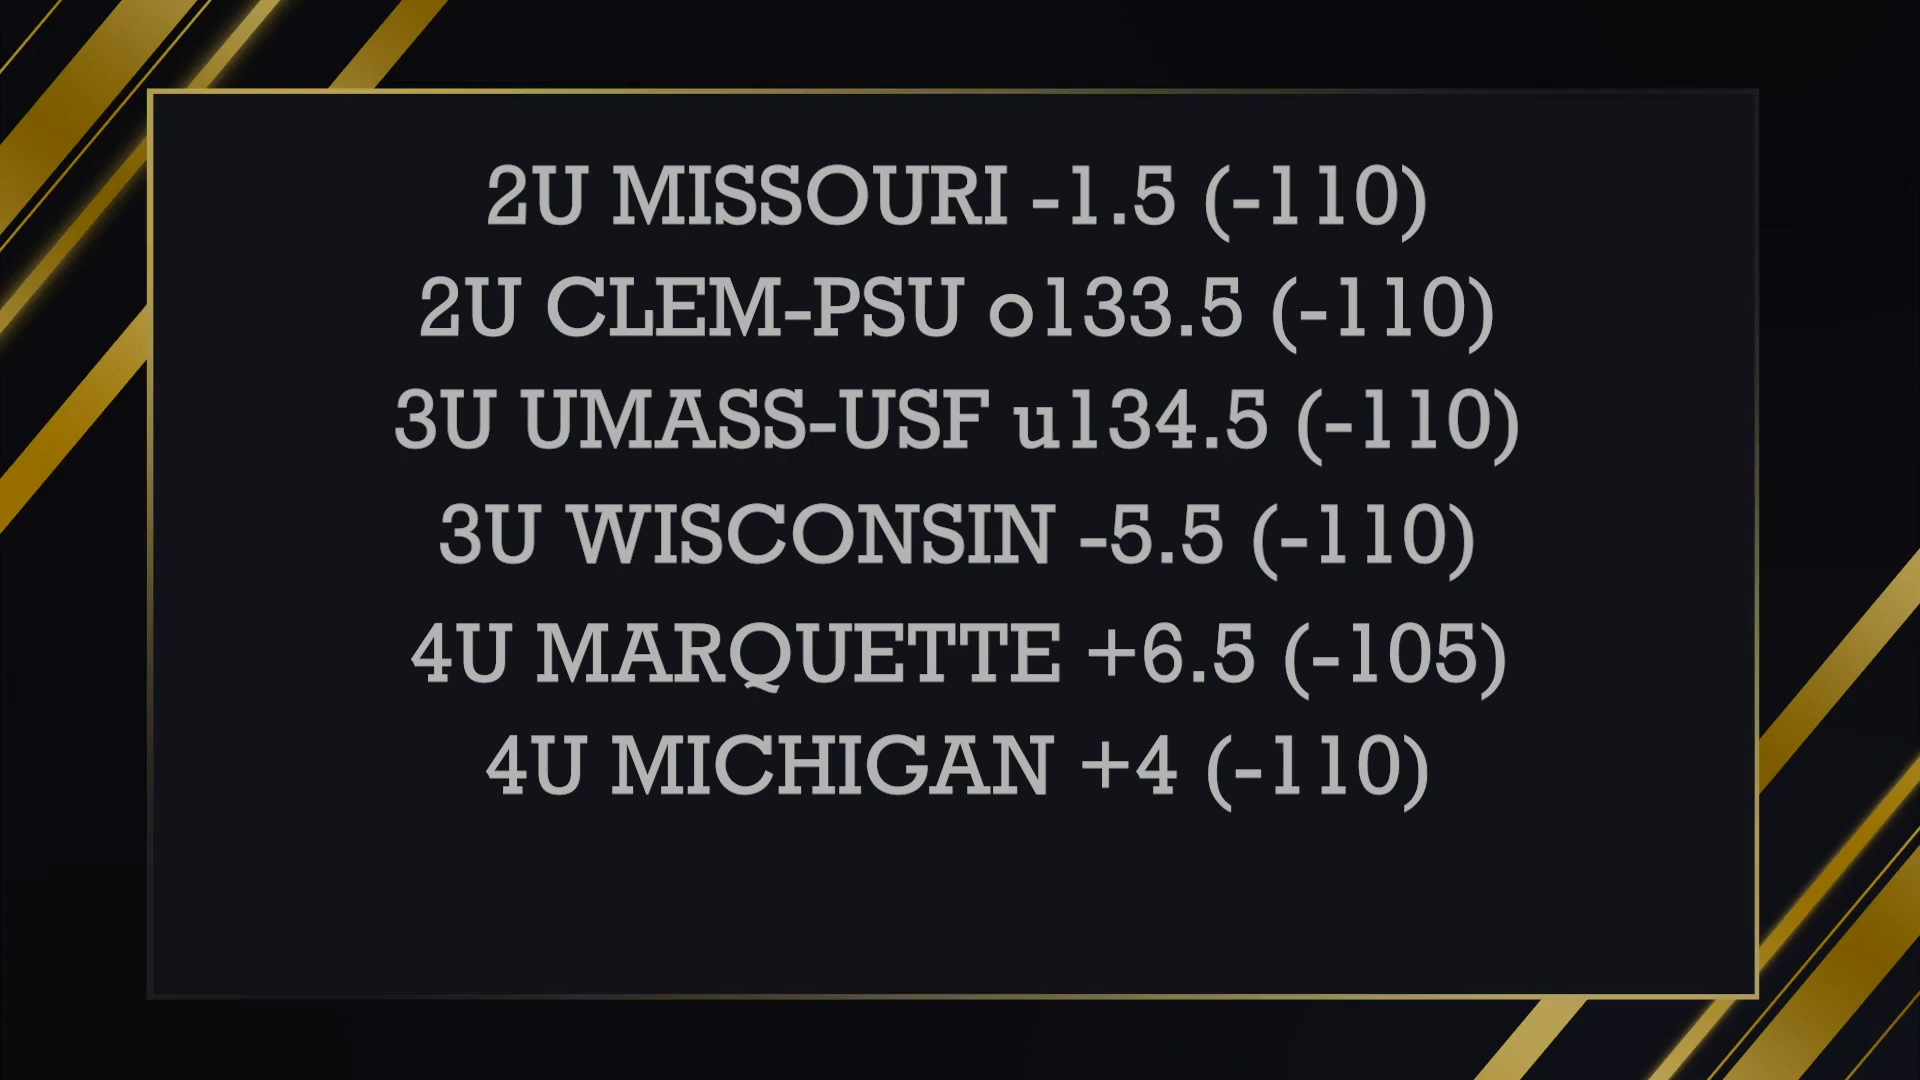 2U MISSOURI -1.5 (-110)
2U CLEM-PSU o133.5 (-110)
3U UMASS-USF u134.5 (-110)
3U WISCONSIN -5.5 (-110)
4U MARQUETTE +6.5 (-105)
4U MICHIGAN +4 (-110)